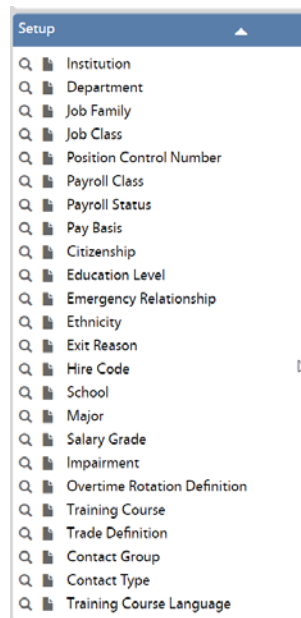 Setup
Institution
Department
Job Family
Job Class
Position Control Number
Payroll Class
Payroll Status
Pay Basis
Citizenship
Education Level
Emergency Relationship
Ethnicity
Exit Reason
Hire Code
School
Major
Salary Grade
Impairment
Overtime Rotation Definition
Training Course
Trade Definition
Contact Group
Contact Type
Training Course Language